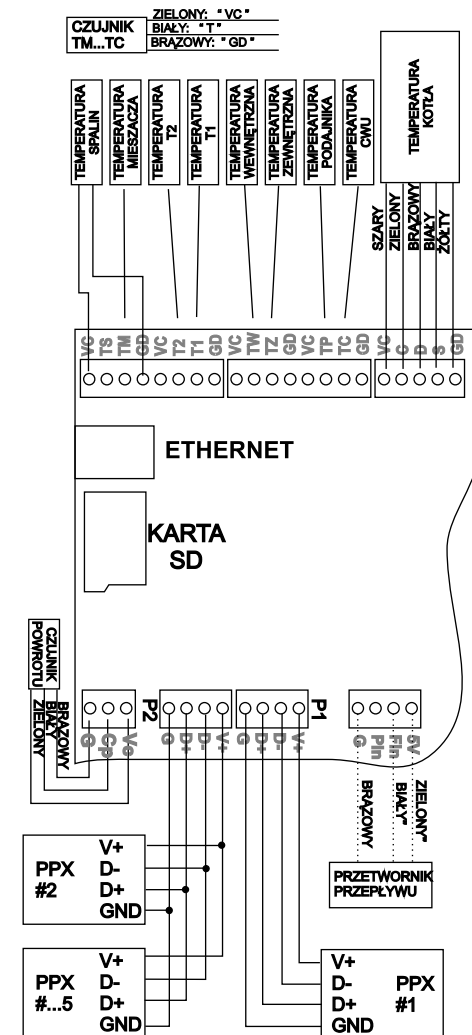 CZUJNIK
TM...TC
ZIELONY: "VC"
BIAŁY: "T"
BRĄZOWY: "GD"
TEMPERATURA
SPALIN
TEMPERATURA
MIESZACZA
TEMPERATURA
T2
TEMPERATURA
T1
TEMPERATURA
WEWNĘTRZNA
TEMPERATURA
ZEWNĘTRZNA
TEMPERATURA
PODAJNIKA
TEMPERATURA
CWU
TEMPERATURA
KOTŁA
SZARY
ZIELONY
BRĄZOWY
BIAŁY
ŻÓŁTY
VC TS TM GD VC T2 T1 GD
VC TW TZ GD VC TP TC GD
VC C D S GD
ETHERNET
KARTA
SD
CZUJNIK
POWROTU
BRĄZOWY
BIAŁY
ZIELONY
G Cp Vc
P2
G D+ D- V+
P1
G D+ D- V+
G Pin Fin 5V
BRĄZOWY
BIAŁY"
ZIELONY"
PRZETWORNIK
PRZEPŁYWU
PPX
#2
V+
D-
D+
GND
PPX
#...5
V+
D-
D+
GND
V+
D-
D+
GND
PPX
#1